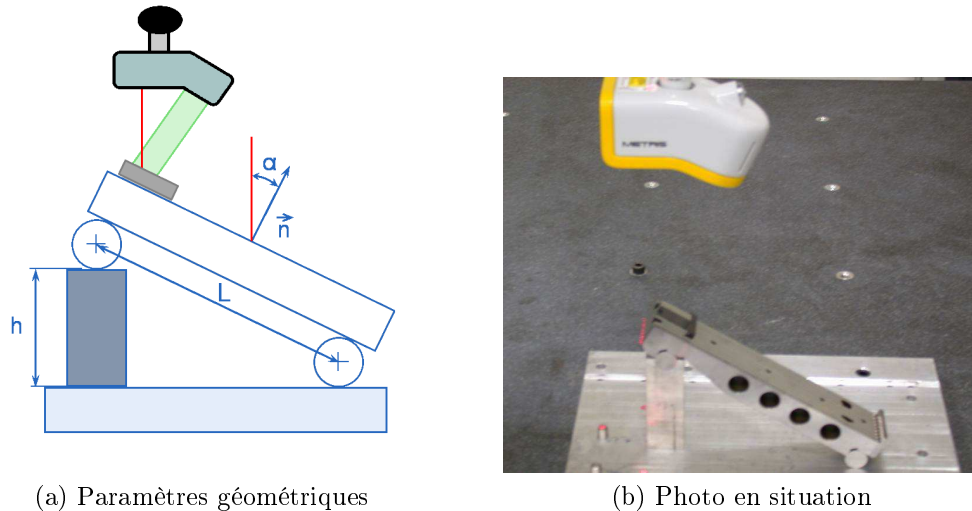 α
n
L
h
METRIS
(a) Paramètres géométriques
(b) Photo en situation